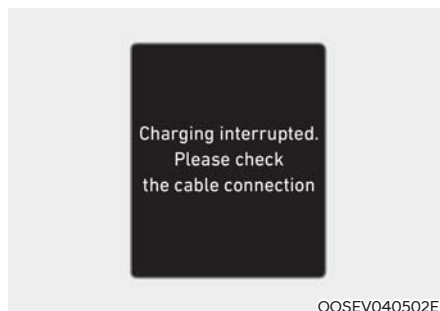 Charging interrupted.
Please check
the cable connection
OOSEV040502E